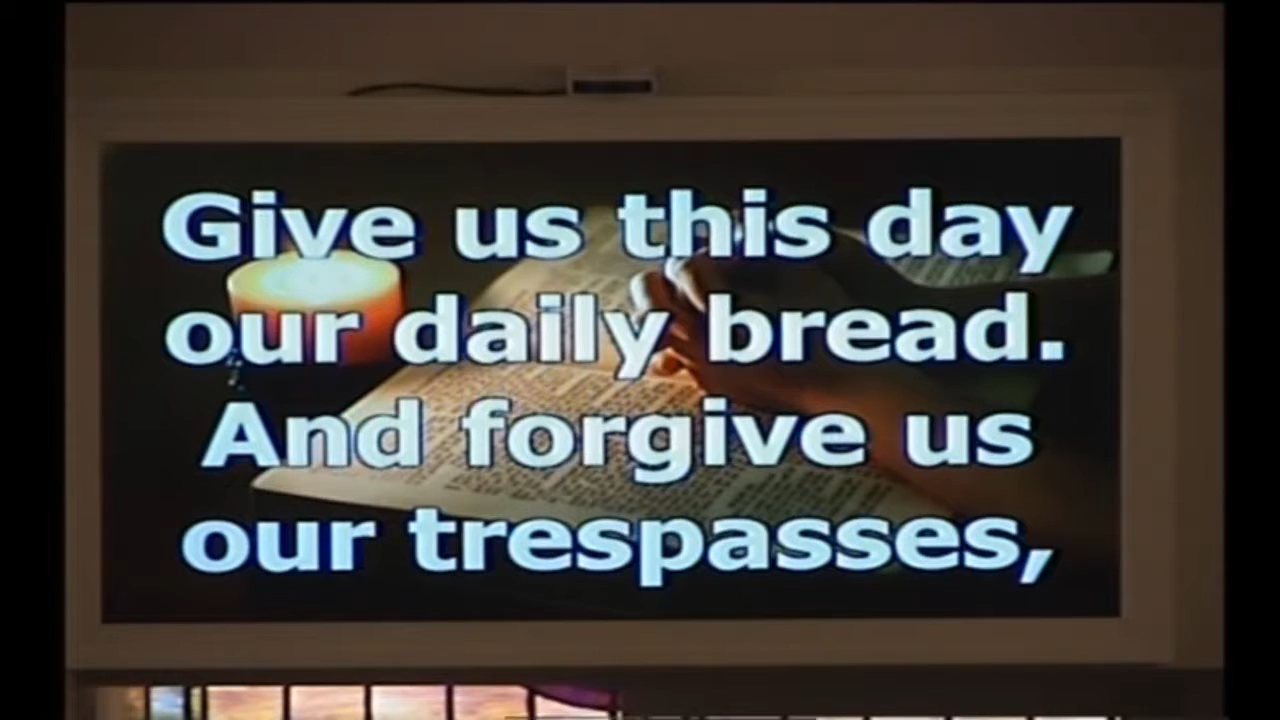 Give us this day
our daily bread.
And forgive us
our trespasses,